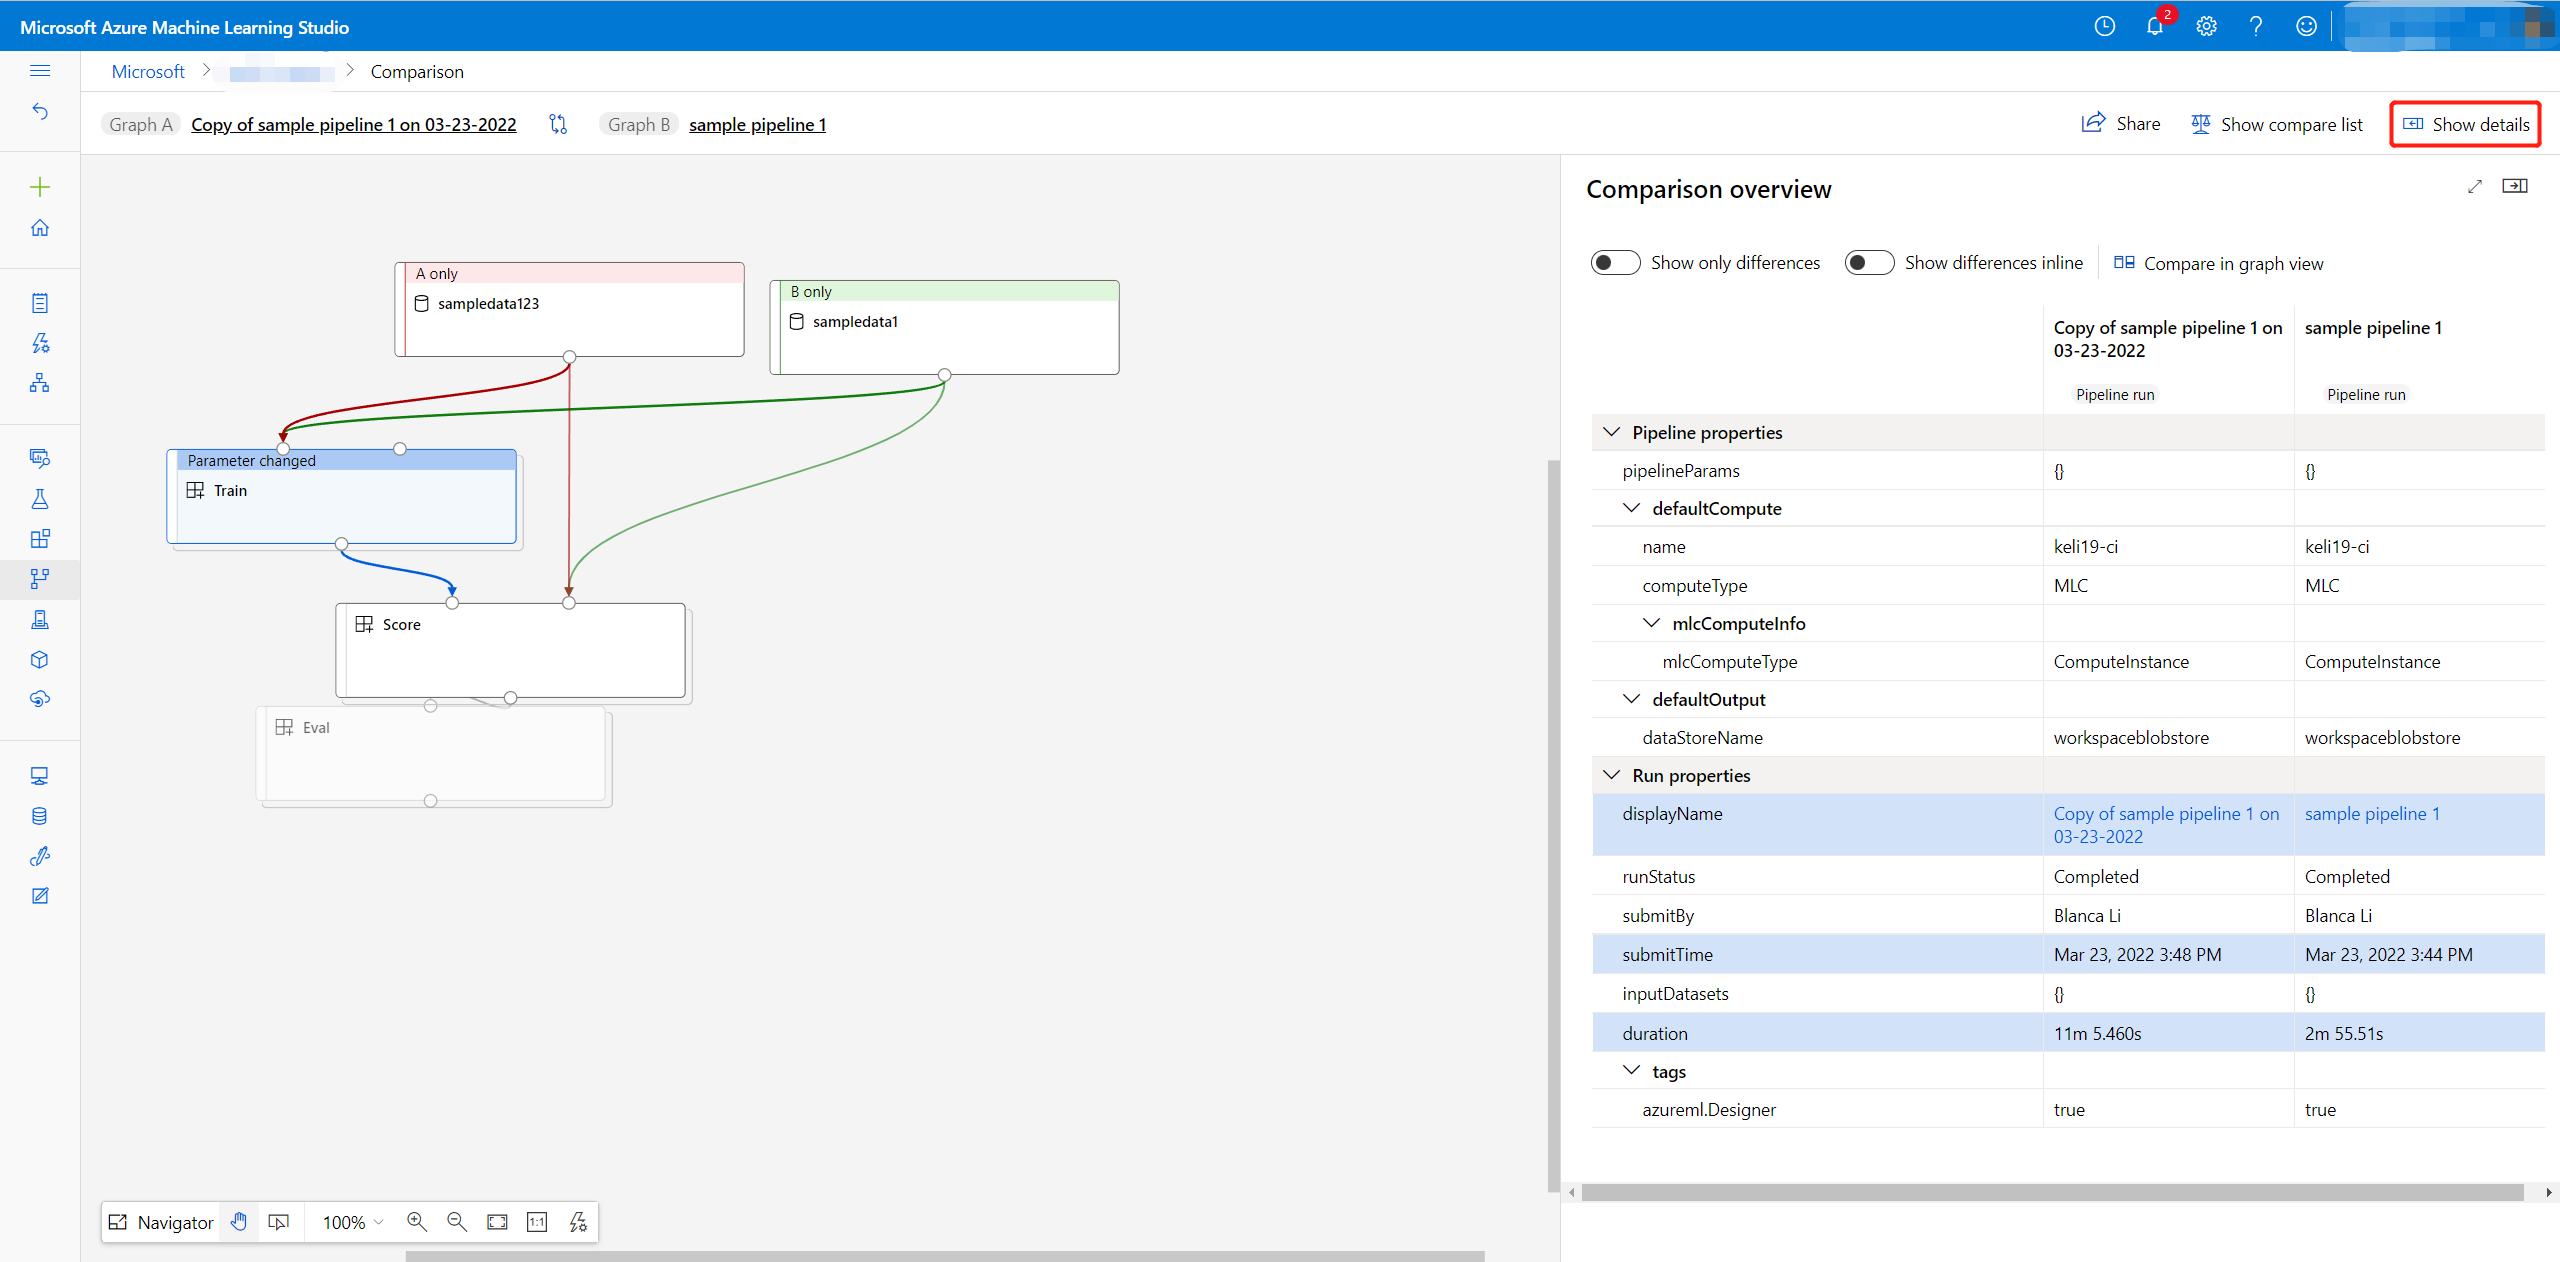 Microsoft Azure Machine Learning Studio
2
Microsoft
Comparison
Graph A Copy of sample pipeline 1 on 03-23-2022 Graph B sample pipeline 1
Share Show compare list Show details
A only
sampledata123
B only
sampledata1
Parameter changed
Train
Score
Eval
Navigator 100% 1:1
Comparison overview
Show only differences Show differences inline Compare in graph view
Copy of sample pipeline 1 on sample pipeline 1
03-23-2022
Pipeline run Pipeline run
Pipeline properties
pipelineParams {} {}
defaultCompute
name keli19-ci keli19-ci
computeType MLC MLC
mlcComputeInfo
mlcComputeType ComputeInstance ComputeInstance
defaultOutput
dataStoreName workspaceblobstore workspaceblobstore
Run properties
displayName Copy of sample pipeline 1 on sample pipeline 1
03-23-2022
runStatus Completed Completed
submitBy Blanca Li Blanca Li
submitTime Mar 23, 2022 3:48 PM Mar 23, 2022 3:44 PM
inputDatasets {} {}
duration 11m 5.460s 2m 55.51s
tags
azureml.Designer true true